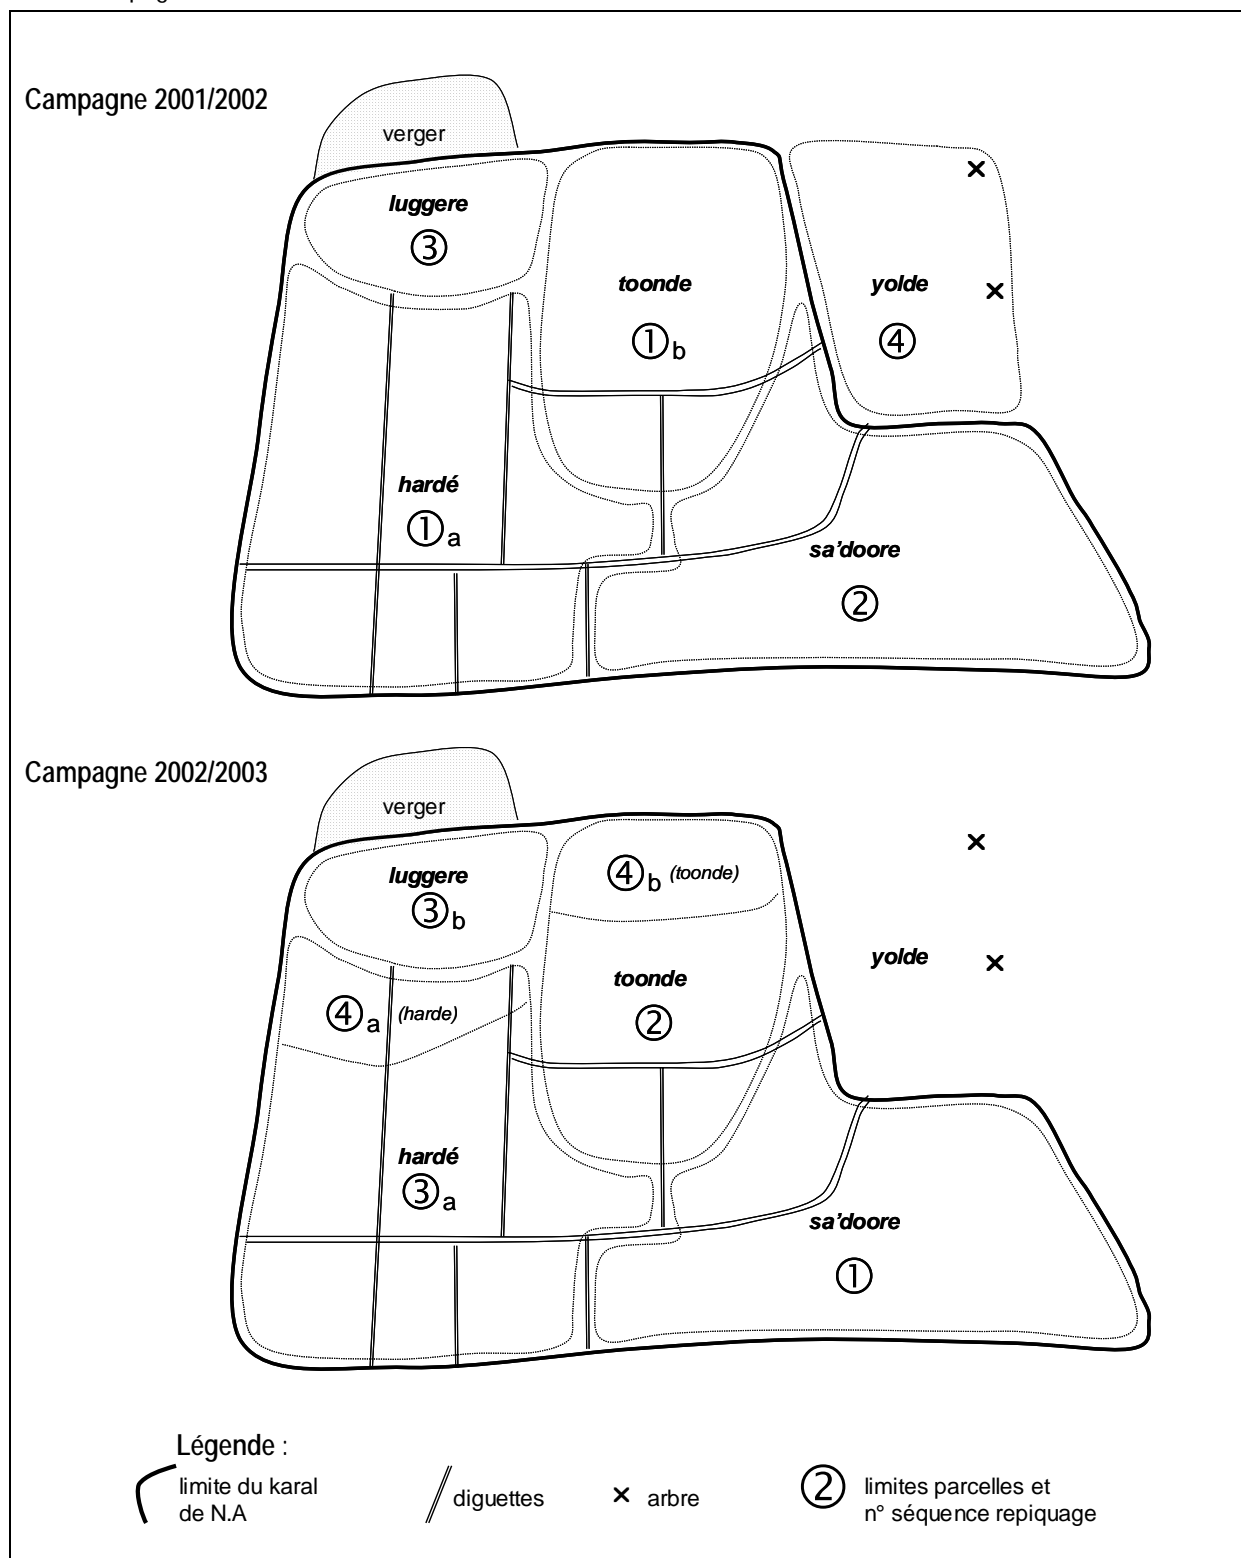 Campagne 2001/2002
verger
luggere
3
toonde
1b
yolde
4
hardé
1a
sa'doore
2
Campagne 2002/2003
verger
luggere
3b
4b (toonde)
yolde
toonde
2
4a (harde)
hardé
3a
sa'doore
1
Légende :
limite du karal
de N.A
diguettes
arbre
2
limites parcelles et
n° séquence repiquage